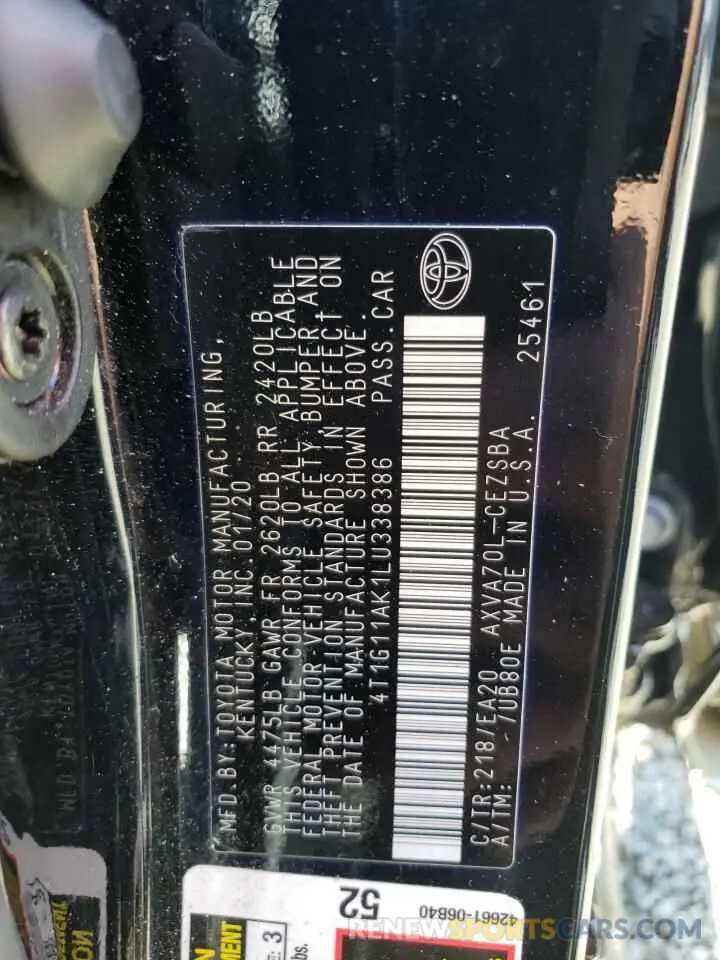 MFD.BY:TOYOTA MOTOR MANUFACTURING,
KENTUCKY INC.01/20
GVWR 4475LB GAWR FR 2620LB RR 2420LB
THIS VEHICLE CONFORMS TO ALL APPLICABLE
FEDERAL MOTOR VEHICLE SAFETY, BUMPER AND
THEFT PREVENTION STANDARDS IN EFFECT ON
THE DATE OF MANUFACTURE SHOWN ABOVE.
4T1G11AK1LU338386 PASS.CAR
C/TR:218/EA20 AXVA70L-CEZSBA
A/TM: -/UB80E MADE IN U.S.A. 25461
52
42661-06840
3
lbs.
RENEWSPORTSCARS.COM